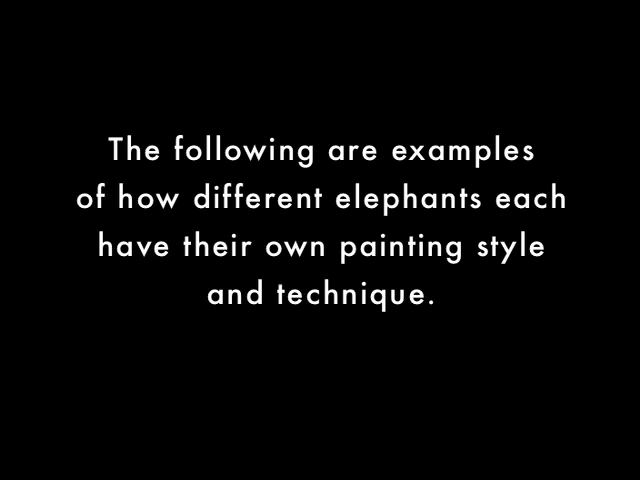 The following are examples
of how different elephants each
have their own painting style
and technique.